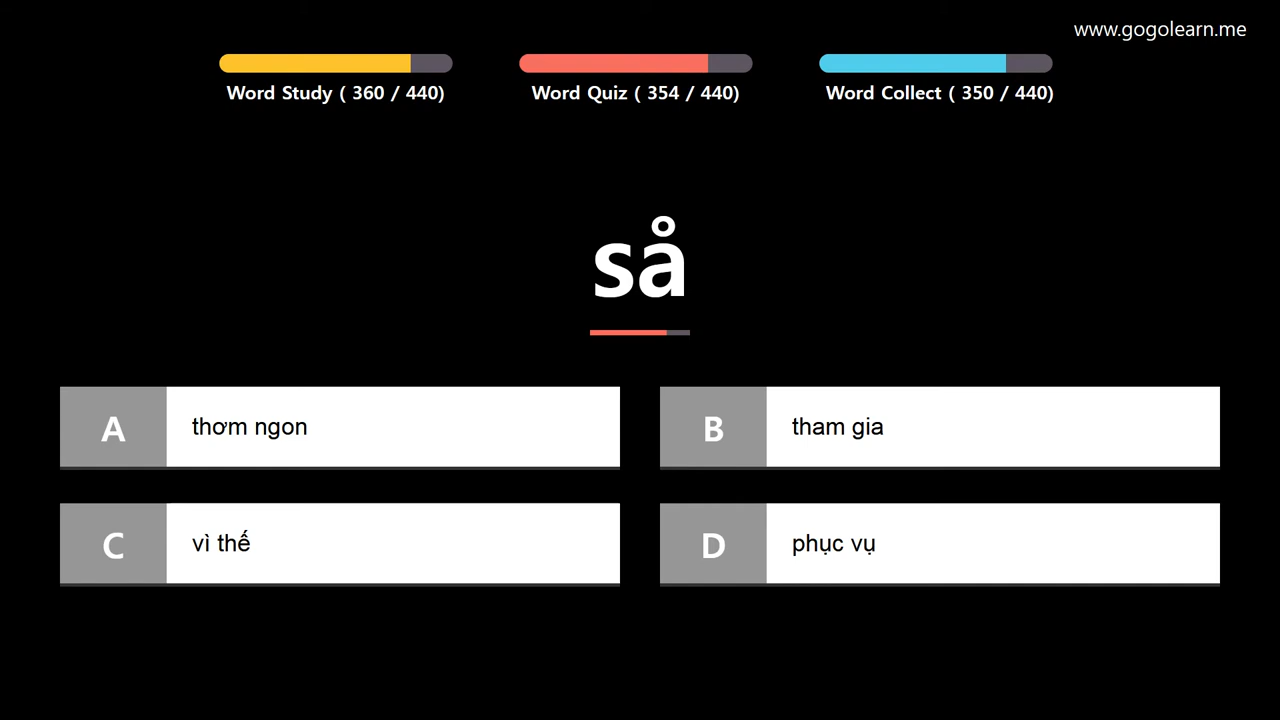 www.gogolearn.me
Word Study ( 360 / 440)
Word Quiz ( 354 / 440)
Word Collect ( 350 / 440)
så
A thơm ngon
B tham gia
C vì thế
D phục vụ